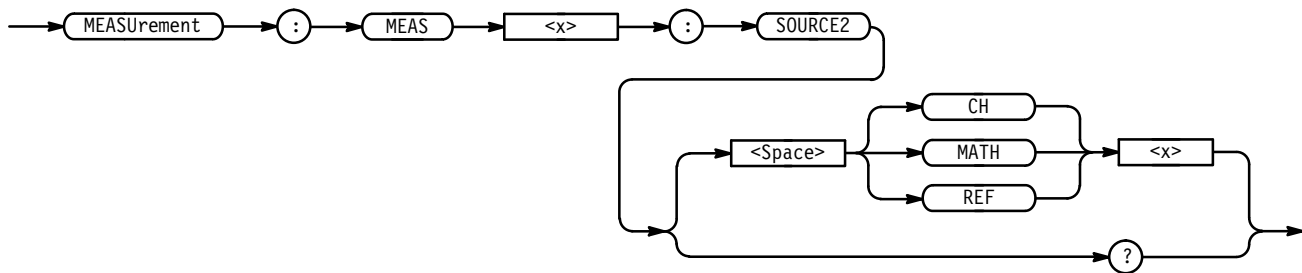 MEASUrement : MEAS <x> : SOURCE2
CH
<Space> MATH <x>
REF
?